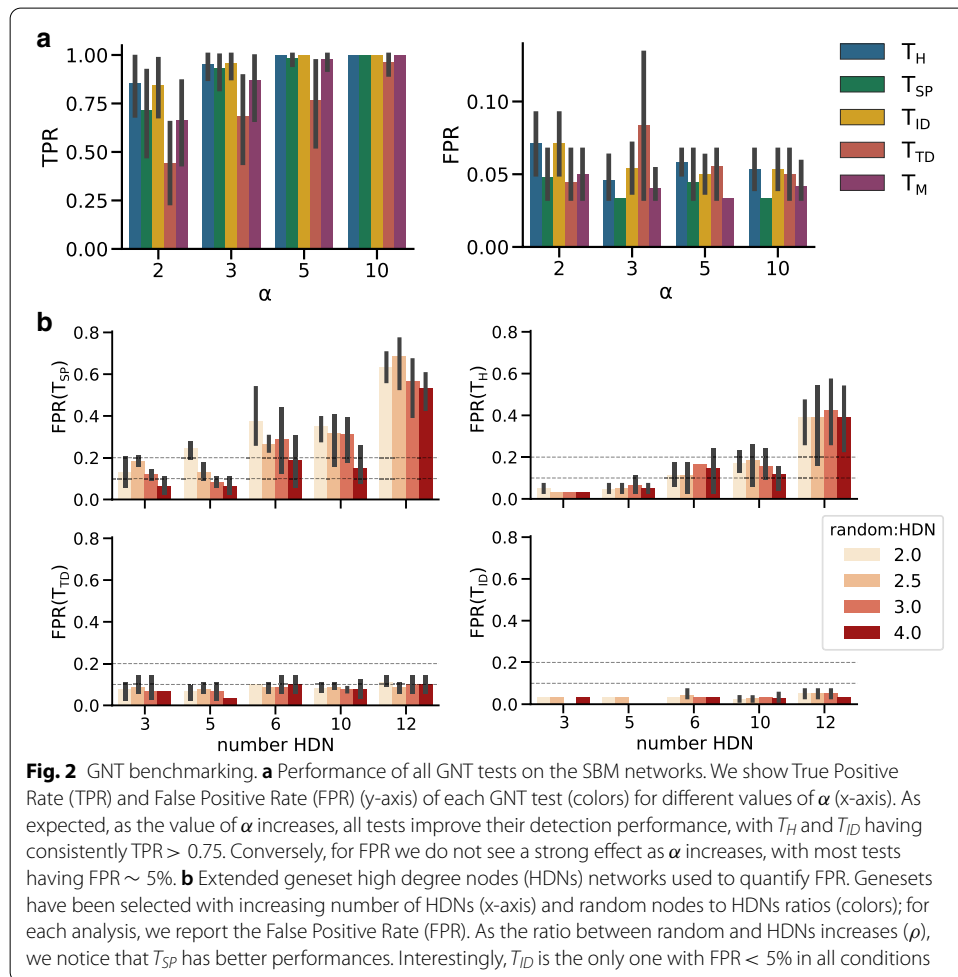 a
TPR
1.00
0.75
0.50
0.25
0.00
2 3 5 10
α
FPR
0.10
0.05
0.00
2 3 5 10
α
T_H
T_SP
T_ID
T_TD
T_M
b
FPR(T_SP)
0.8
0.6
0.4
0.2
0.0
FPR(T_H)
0.8
0.6
0.4
0.2
0.0
FPR(T_TD)
0.8
0.6
0.4
0.2
0.0
3 5 6 10 12
number HDN
FPR(T_ID)
0.8
0.6
0.4
0.2
0.0
3 5 6 10 12
number HDN
random:HDN
2.0
2.5
3.0
4.0
Fig. 2 GNT benchmarking. a Performance of all GNT tests on the SBM networks. We show True Positive
Rate (TPR) and False Positive Rate (FPR) (y-axis) of each GNT test (colors) for different values of α (x-axis). As
expected, as the value of α increases, all tests improve their detection performance, with T_H and T_ID having
consistently TPR > 0.75. Conversely, for FPR we do not see a strong effect as α increases, with most tests
having FPR ∼ 5%. b Extended geneset high degree nodes (HDNs) networks used to quantify FPR. Genesets
have been selected with increasing number of HDNs (x-axis) and random nodes to HDNs ratios (colors); for
each analysis, we report the False Positive Rate (FPR). As the ratio between random and HDNs increases (ρ),
we notice that T_SP has better performances. Interestingly, T_ID is the only one with FPR < 5% in all conditions